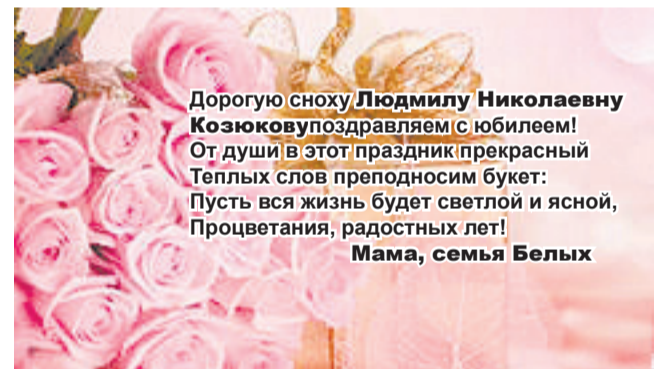 Дорогую сноху Людмилу Николаевну
Козюковупоздравляем с юбилеем!
От души в этот праздник прекрасный
Теплых слов преподносим букет:
Пусть вся жизнь будет светлой и ясной,
Процветания, радостных лет!
Мама, семья Белых